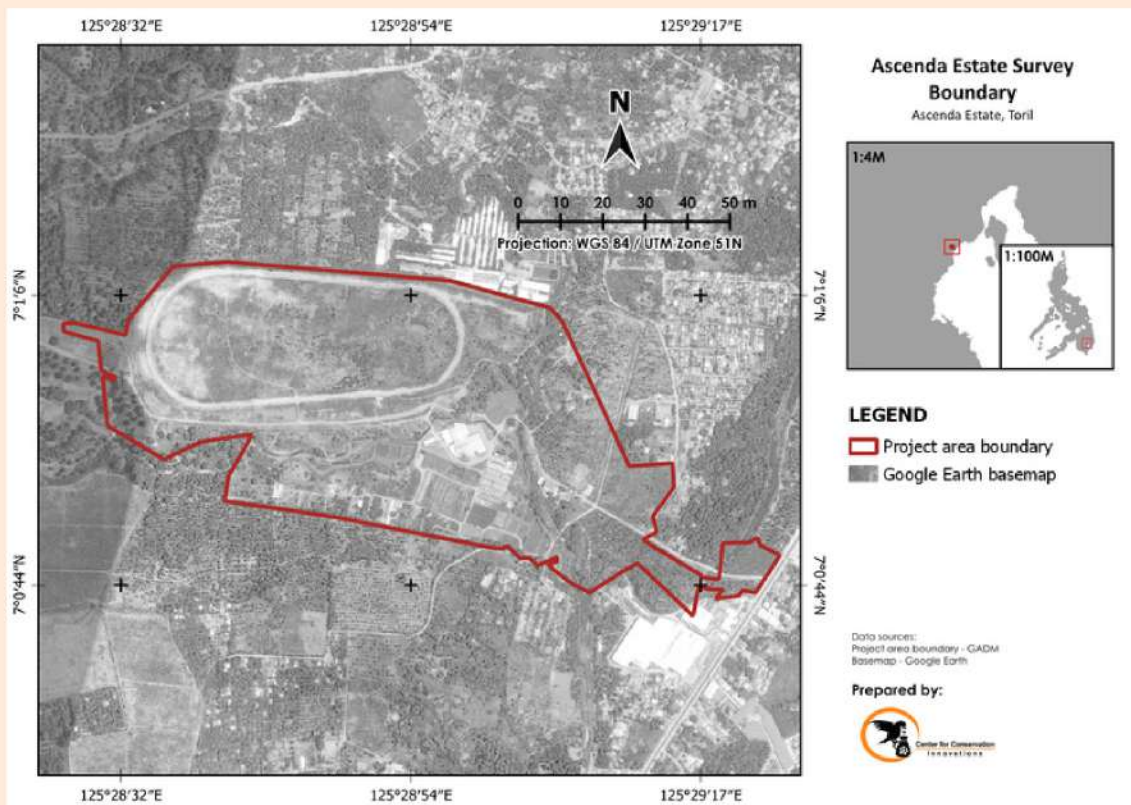 125°28'32"E 125°28'54"E 125°29'17"E
N
0 10 20 30 40 50 m
Projection: WGS 84 / UTM Zone 51N
7°1'6"N 7°1'6"N
7°0'44"N 7°0'44"N
125°28'32"E 125°28'54"E 125°29'17"E
Ascenda Estate Survey
Boundary
Ascenda Estate, Toril
1:4M
1:100M
LEGEND
Project area boundary
Google Earth basemap
Data sources:
Project area boundary - GADM
Basemap - Google Earth
Prepared by:
Center for Conservation
Innovations